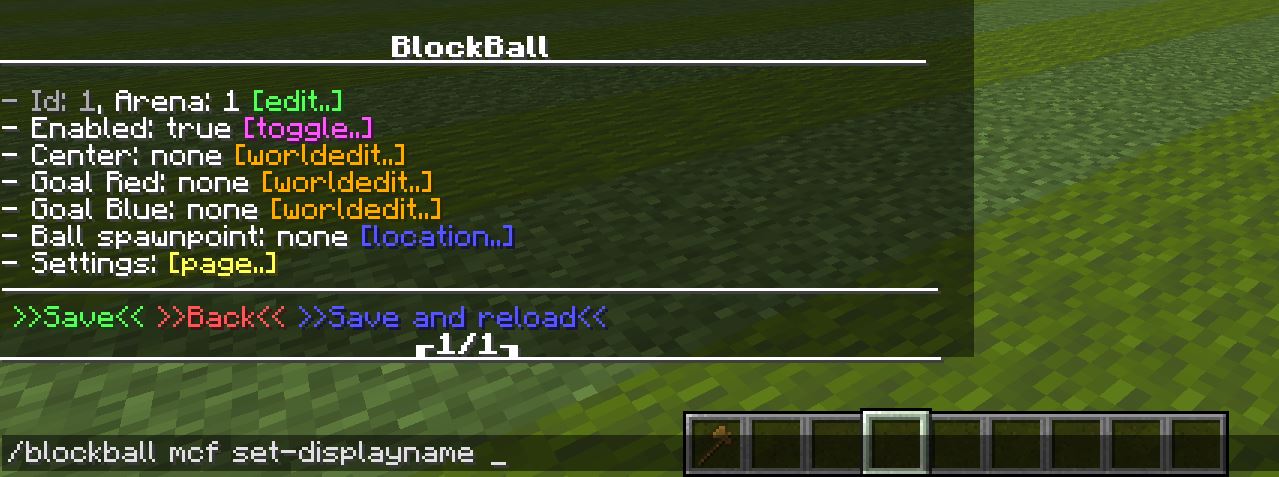 BlockBall
- Id: 1, Arena: 1 [edit..]
- Enabled: true [toggle..]
- Center: none [worldedit..]
- Goal Red: none [worldedit..]
- Goal Blue: none [worldedit..]
- Ball spawnpoint: none [location..]
- Settings: [page..]
>>Save<< >>Back<< >>Save and reload<<
┌1/1┐
/blockball mcf set-displayname _